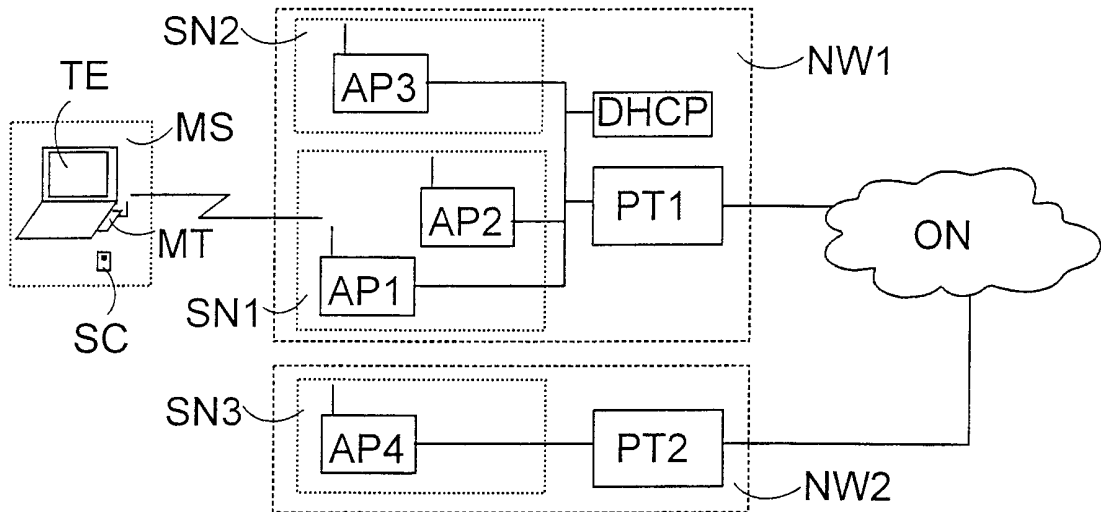 SN2
NW1
TE
AP3
DHCP
MS
AP2
PT1
ON
MT
AP1
SN1
SC
SN3
AP4
PT2
NW2